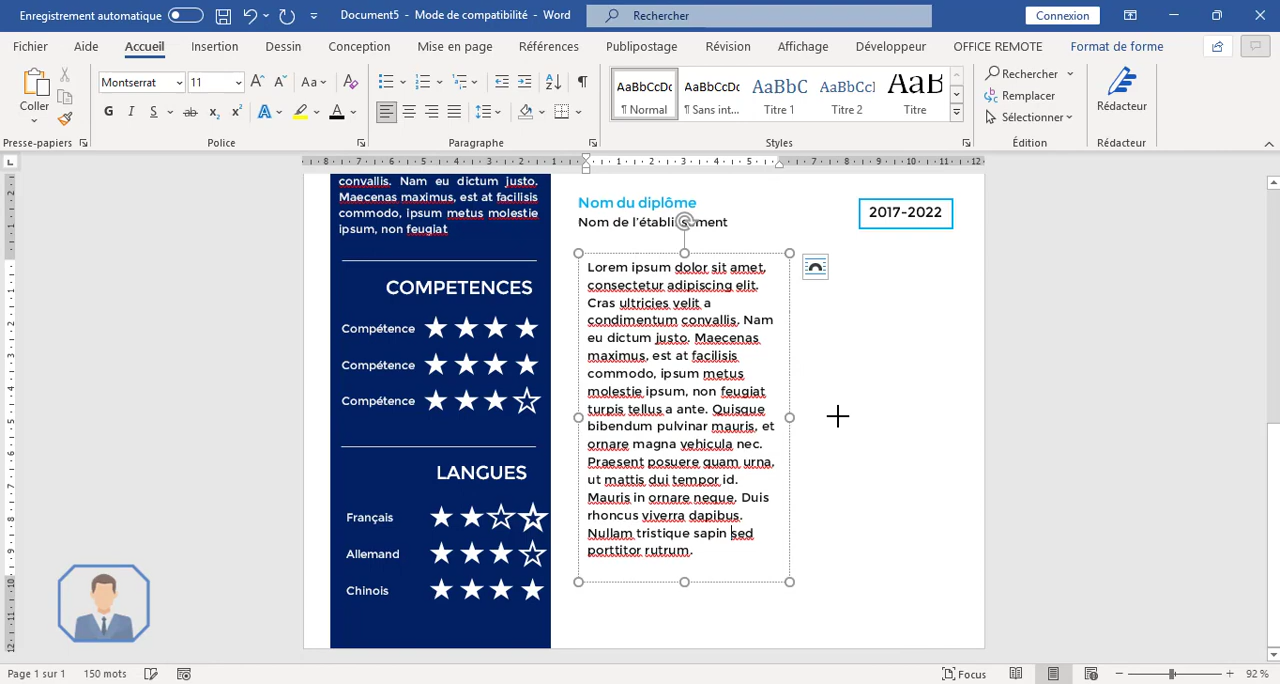 Enregistrement automatique
Document5 - Mode de compatibilité - Word
Rechercher
Connexion
Fichier Aide Accueil Insertion Dessin Conception Mise en page Références Publipostage Révision Affichage Développeur OFFICE REMOTE Format de forme
Coller
Presse-papiers
Montserrat 11
Police
Paragraphe
AaBbCcDc
¶ Normal
AaBbCcDc
¶ Sans int...
AaBbC
Titre 1
AaBbCcl
Titre 2
AaB
Titre
Styles
Rechercher
Remplacer
Sélectionner
Édition
Rédacteur
Rédacteur
convallis. Nam eu dictum justo.
Maecenas maximus, est at facilisis
commodo, ipsum metus molestie
ipsum, non feugiat
COMPETENCES
Compétence
Compétence
Compétence
LANGUES
Français
Allemand
Chinois
Nom du diplôme
Nom de l'établissement
2017-2022
Lorem ipsum dolor sit amet,
consectetur adipiscing elit.
Cras ultricies velit a
condimentum convallis. Nam
eu dictum justo. Maecenas
maximus, est at facilisis
commodo, ipsum metus
molestie ipsum, non feugiat
turpis tellus a ante. Quisque
bibendum pulvinar mauris, et
ornare magna vehicula nec.
Praesent posuere quam urna,
ut mattis dui tempor id.
Mauris in ornare neque. Duis
rhoncus viverra dapibus.
Nullam tristique sapin sed
porttitor rutrum.
Page 1 sur 1 150 mots
Focus
92 %